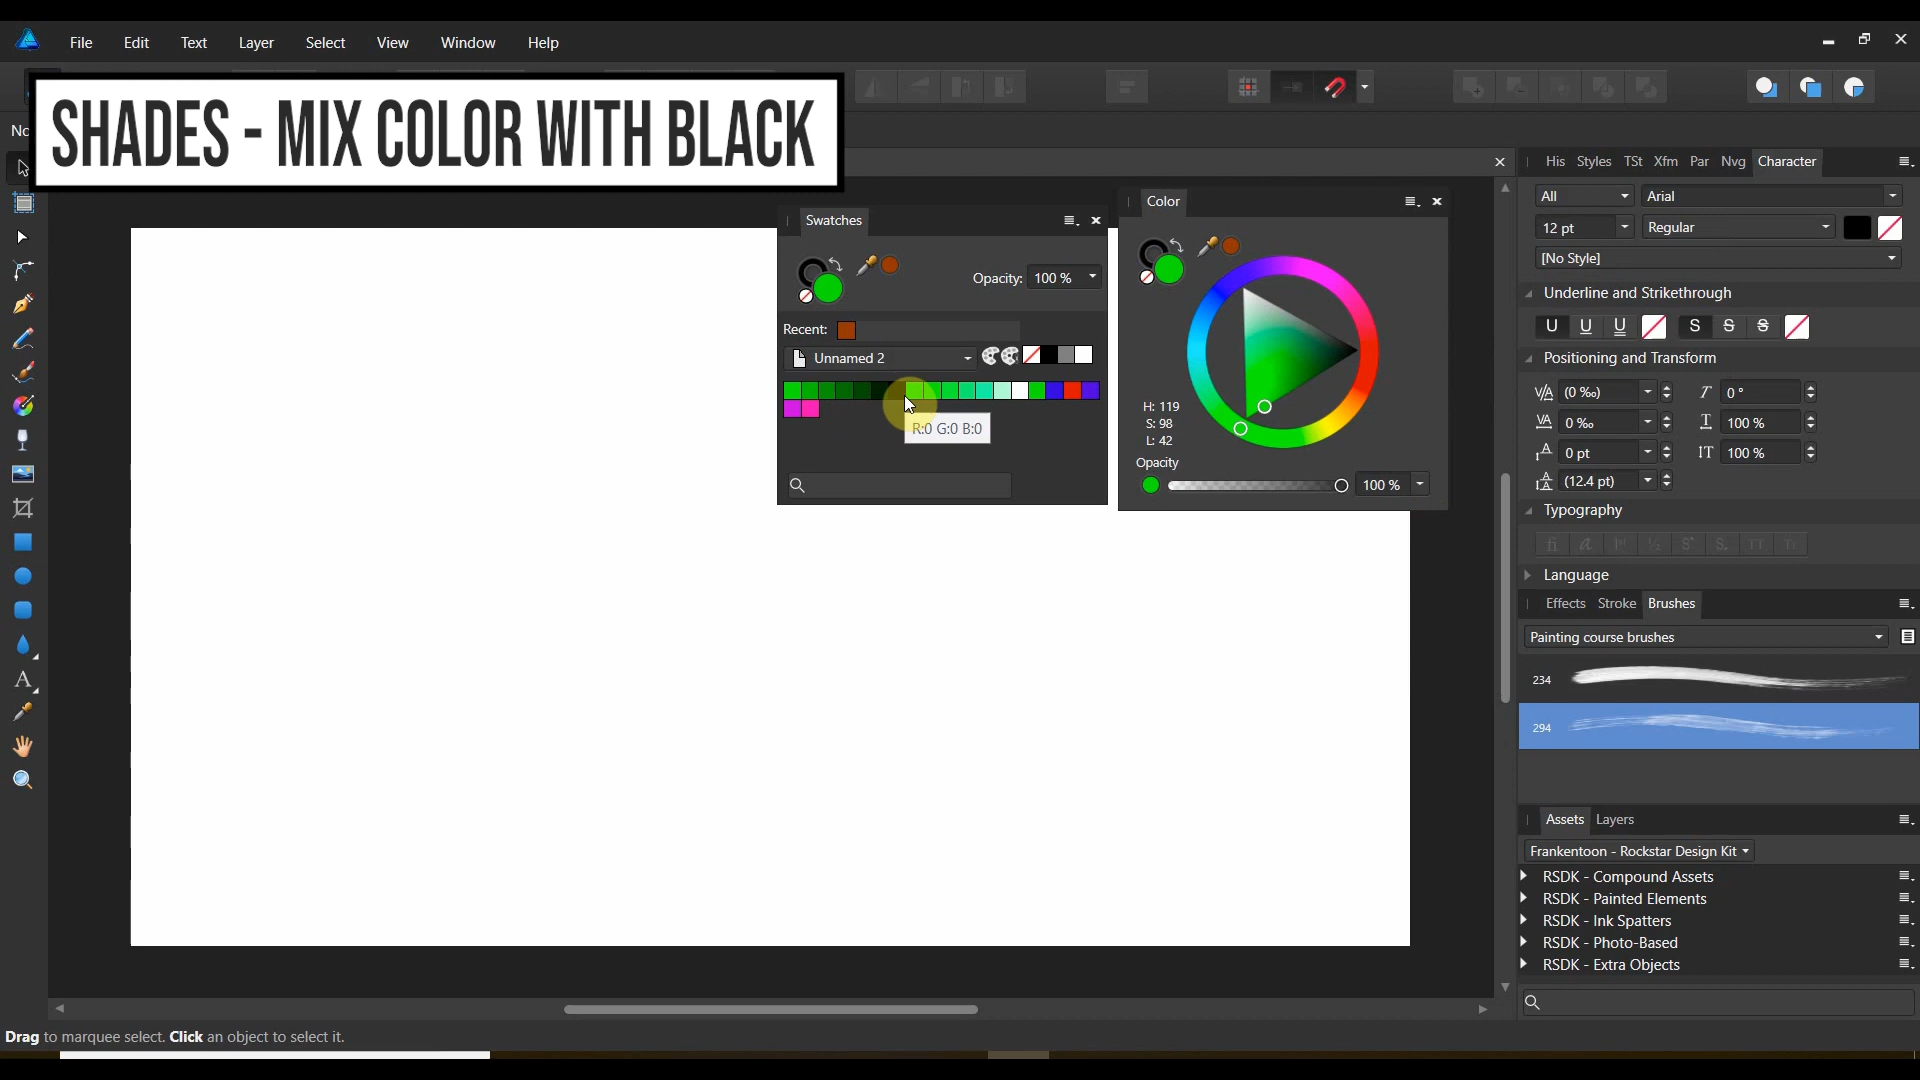 File Edit Text Layer Select View Window Help
SHADES - MIX COLOR WITH BLACK
No
Swatches
Opacity: 100 %
Recent:
Unnamed 2
R:0 G:0 B:0
Color
H: 119
S: 98
L: 42
Opacity
100 %
His Styles TSt Xfm Par Nvg Character
All Arial
12 pt Regular
[No Style]
Underline and Strikethrough
U U U S S S
Positioning and Transform
V/A (0 ‰) T 0 °
VA 0 ‰ T 100 %
A 0 pt IT 100 %
A (12.4 pt)
Typography
Language
Effects Stroke Brushes
Painting course brushes
234
294
Assets Layers
Frankentoon - Rockstar Design Kit
RSDK - Compound Assets
RSDK - Painted Elements
RSDK - Ink Spatters
RSDK - Photo-Based
RSDK - Extra Objects
Drag to marquee select. Click an object to select it.